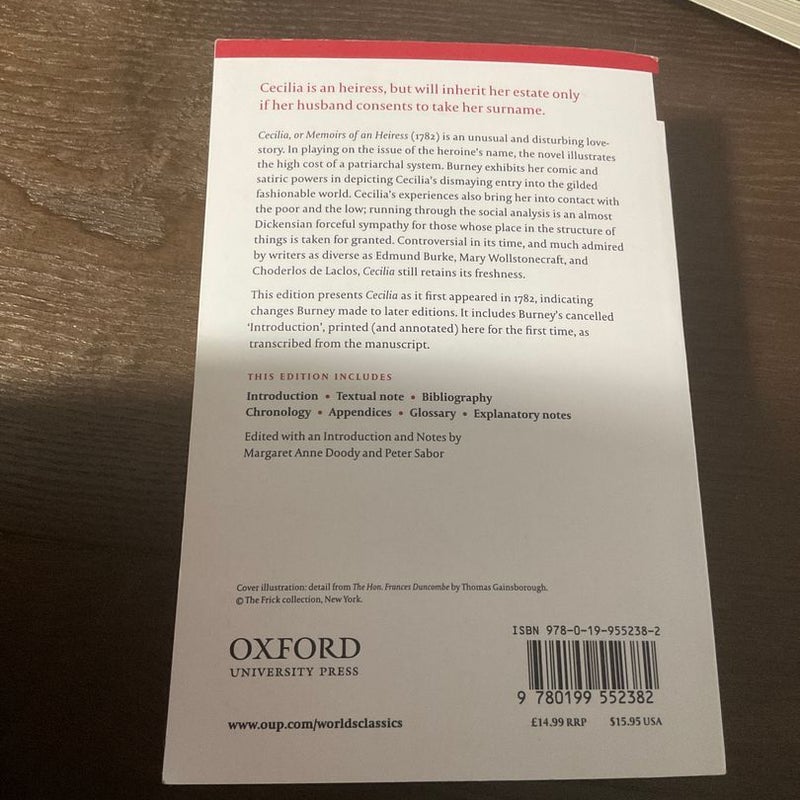 Cecilia is an heiress, but will inherit her estate only
if her husband consents to take her surname.
Cecilia, or Memoirs of an Heiress (1782) is an unusual and disturbing love-
story. In playing on the issue of the heroine's name, the novel illustrates
the high cost of a patriarchal system. Burney exhibits her comic and
satiric powers in depicting Cecilia's dismaying entry into the gilded
fashionable world. Cecilia's experiences also bring her into contact with
the poor and the low; running through the social analysis is an almost
Dickensian forceful sympathy for those whose place in the structure of
things is taken for granted. Controversial in its time, and much admired
by writers as diverse as Edmund Burke, Mary Wollstonecraft, and
Choderlos de Laclos, Cecilia still retains its freshness.
This edition presents Cecilia as it first appeared in 1782, indicating
changes Burney made to later editions. It includes Burney's cancelled
'Introduction', printed (and annotated) here for the first time, as
transcribed from the manuscript.
THIS EDITION INCLUDES
Introduction • Textual note • Bibliography
Chronology • Appendices • Glossary • Explanatory notes
Edited with an Introduction and Notes by
Margaret Anne Doody and Peter Sabor
Cover illustration: detail from The Hon. Frances Duncombe by Thomas Gainsborough.
© The Frick collection, New York.
ISBN 978-0-19-955238-2
OXFORD
UNIVERSITY PRESS
9 780199 552382
www.oup.com/worldsclassics
£14.99 RRP $15.95 USA